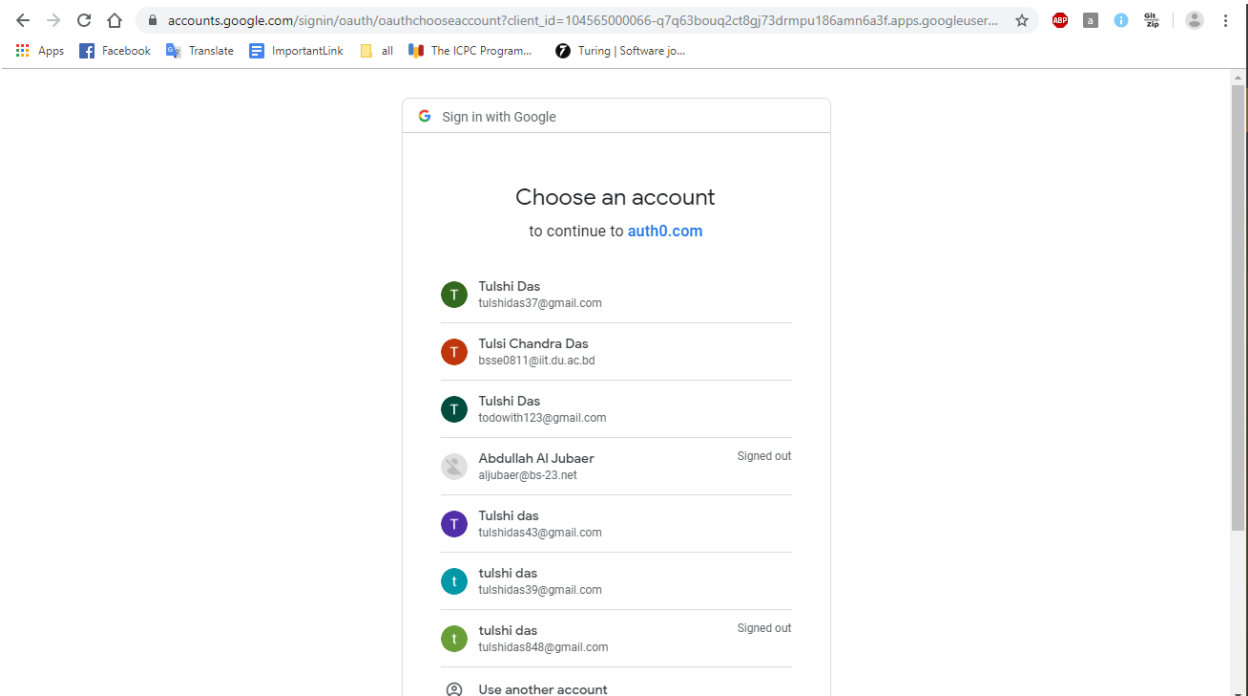 accounts.google.com/signin/oauth/oauthchooseaccount?client_id=104565000066-q7q63bouq2ct8gj73drmpu186amn6a3f.apps.googleuser...
ABP
a
i
Git Zip
Apps
Facebook
Translate
ImportantLink
all
The ICPC Program...
Turing | Software jo...
G Sign in with Google
Choose an account
to continue to auth0.com
T
Tulshi Das
tulshidas37@gmail.com
T
Tulsi Chandra Das
bsse0811@iit.du.ac.bd
T
Tulshi Das
todowith123@gmail.com
Abdullah Al Jubaer
Signed out
aljubaer@bs-23.net
T
Tulshi das
tulshidas43@gmail.com
t
tulshi das
tulshidas39@gmail.com
t
tulshi das
Signed out
tulshidas848@gmail.com
Use another account